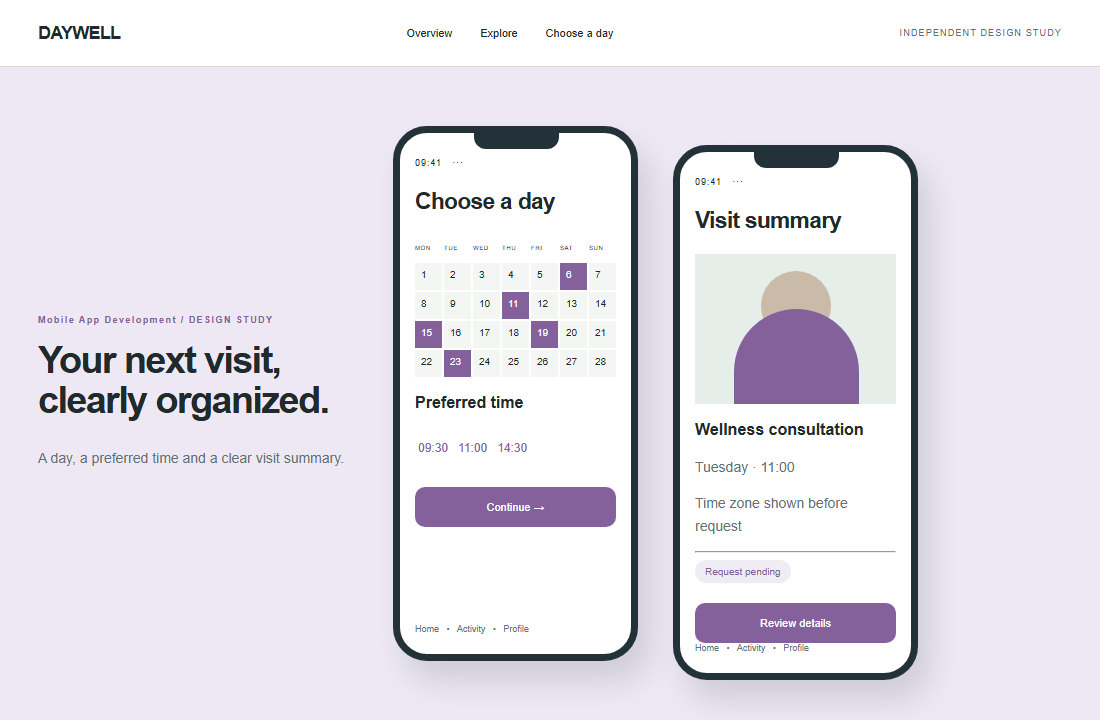 DAYWELL
Overview Explore Choose a day
INDEPENDENT DESIGN STUDY
Mobile App Development / DESIGN STUDY
Your next visit,
clearly organized.
A day, a preferred time and a clear visit summary.
09:41 ···
Choose a day
MON TUE WED THU FRI SAT SUN
1 2 3 4 5 6 7
8 9 10 11 12 13 14
15 16 17 18 19 20 21
22 23 24 25 26 27 28
Preferred time
09:30 11:00 14:30
Continue →
Home • Activity • Profile
09:41 ···
Visit summary
Wellness consultation
Tuesday · 11:00
Time zone shown before
request
Request pending
Review details
Home • Activity • Profile